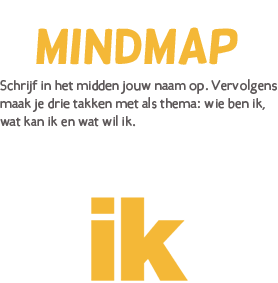 MINDMAP
Schrijf in het midden jouw naam op. Vervolgens
maak je drie takken met als thema: wie ben ik,
wat kan ik en wat wil ik.
ik